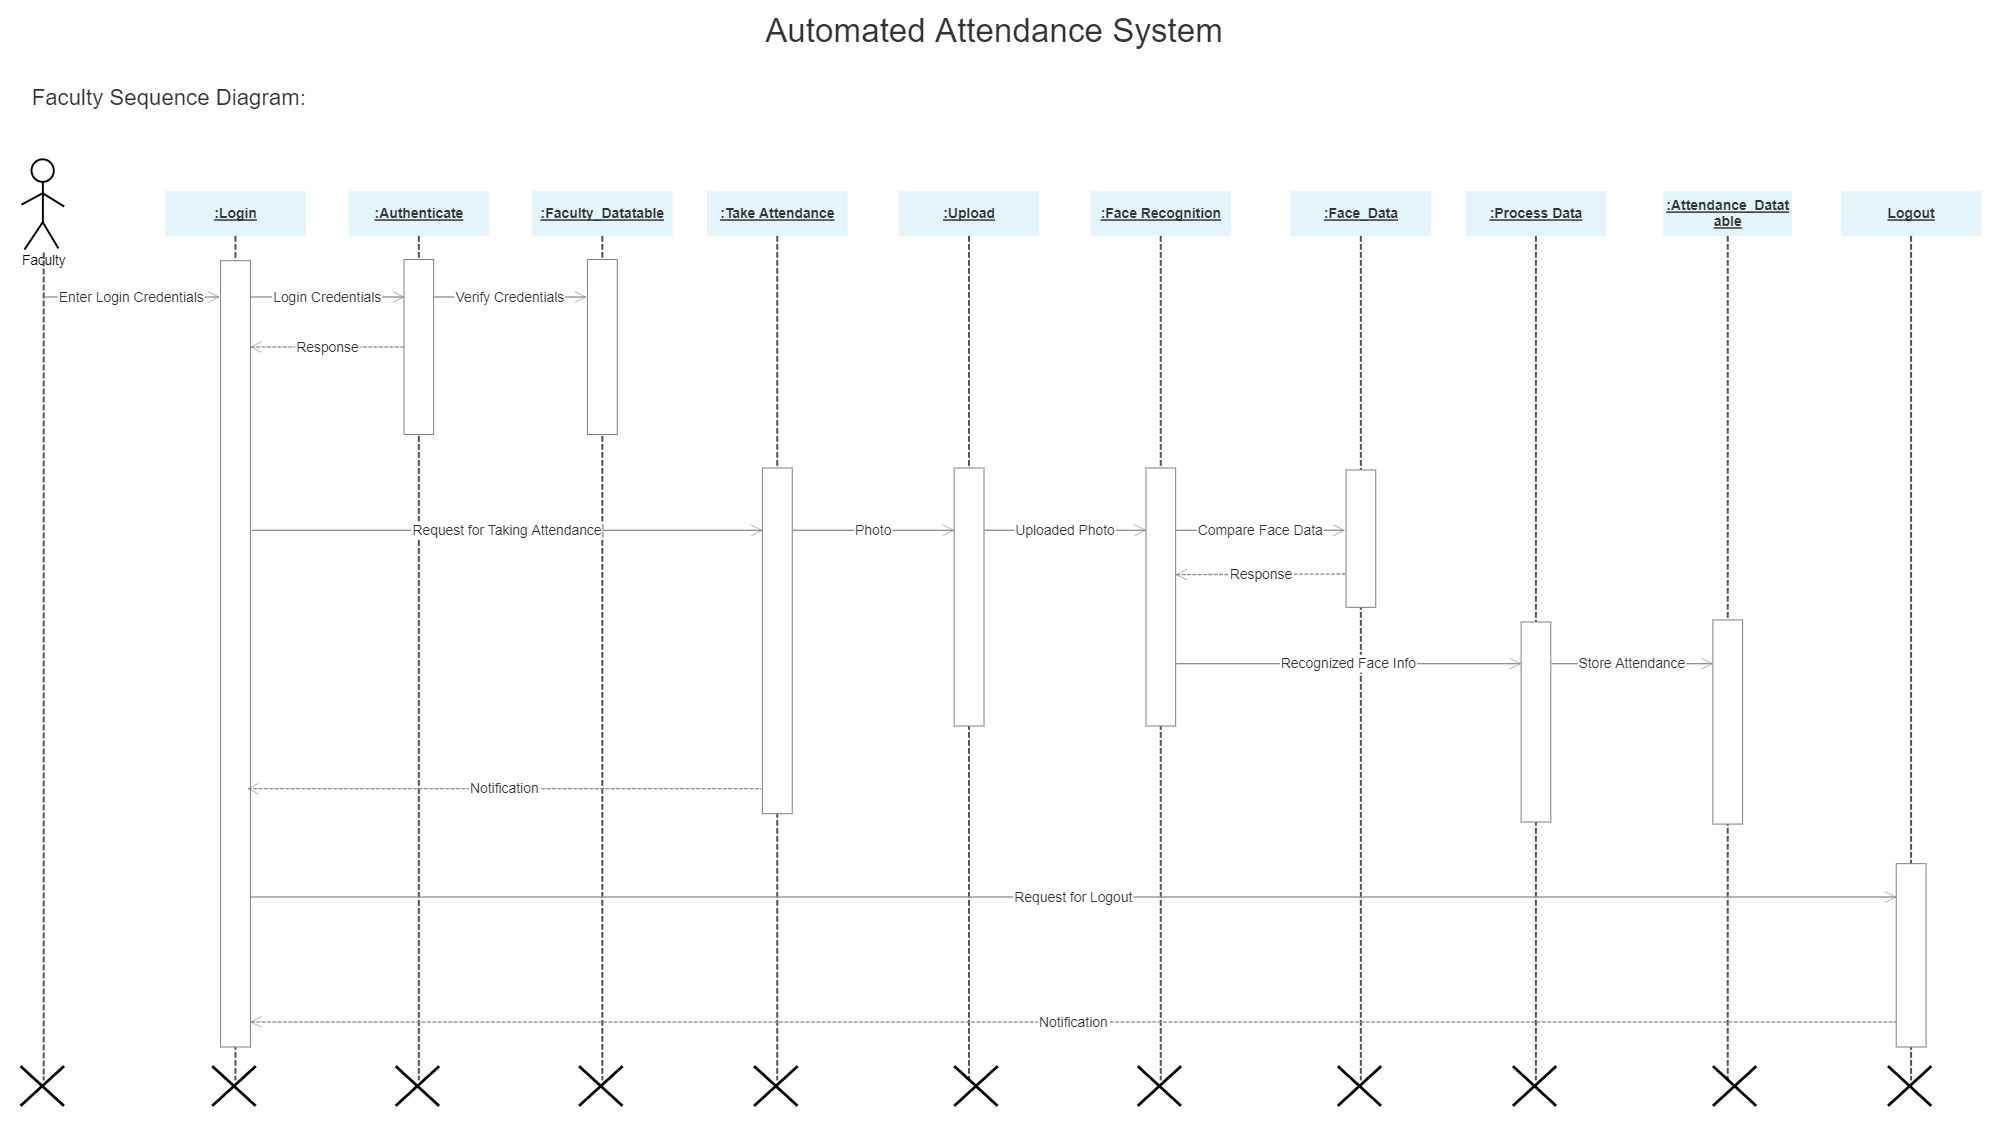 Automated Attendance System
Faculty Sequence Diagram:
Faculty
:Login
:Authenticate
:Faculty_Datatable
:Take Attendance
:Upload
:Face Recognition
:Face_Data
:Process Data
:Attendance_Datat
able
Logout
Enter Login Credentials
Login Credentials
Verify Credentials
Response
Request for Taking Attendance
Photo
Uploaded Photo
Compare Face Data
Response
Recognized Face Info
Store Attendance
Notification
Request for Logout
Notification